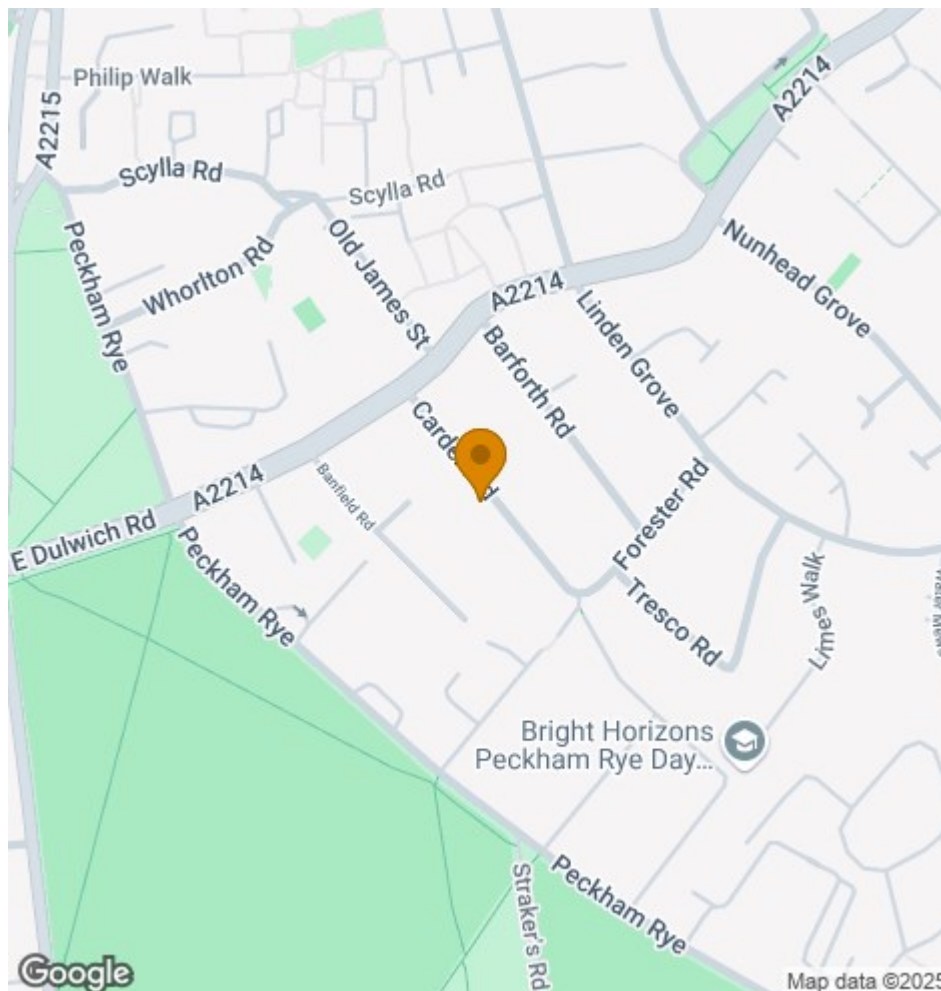 Philip Walk
A2215
A2214
Scylla Rd
Scylla Rd
Peckham Rye
Whorlton Rd
Old James St
Nunhead Grove
A2214
Linden Grove
Barforth Rd
A2214
Banfield Rd
E Dulwich Rd
Peckham Rye
Forester Rd
Tresco Rd
Limes Walk
Bright Horizons
Peckham Rye Day...
Peckham Rye
Straker's Rd
Google
Map data ©2025